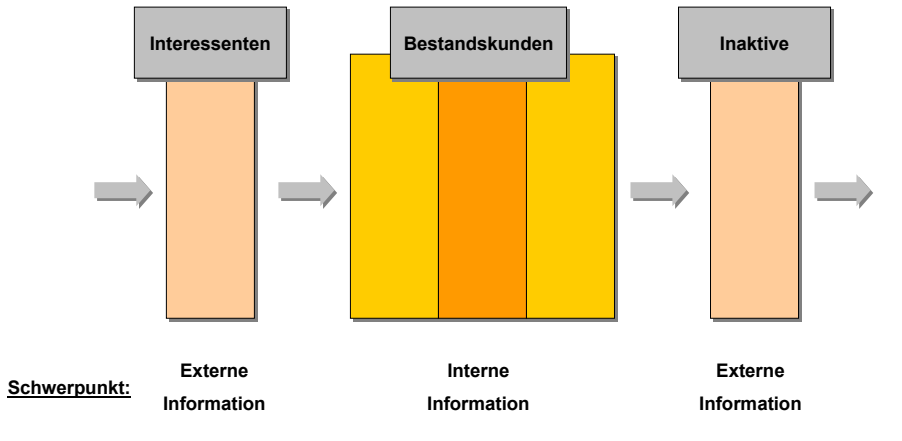 Interessenten
Bestandskunden
Inaktive
Schwerpunkt:
Externe
Information
Interne
Information
Externe
Information